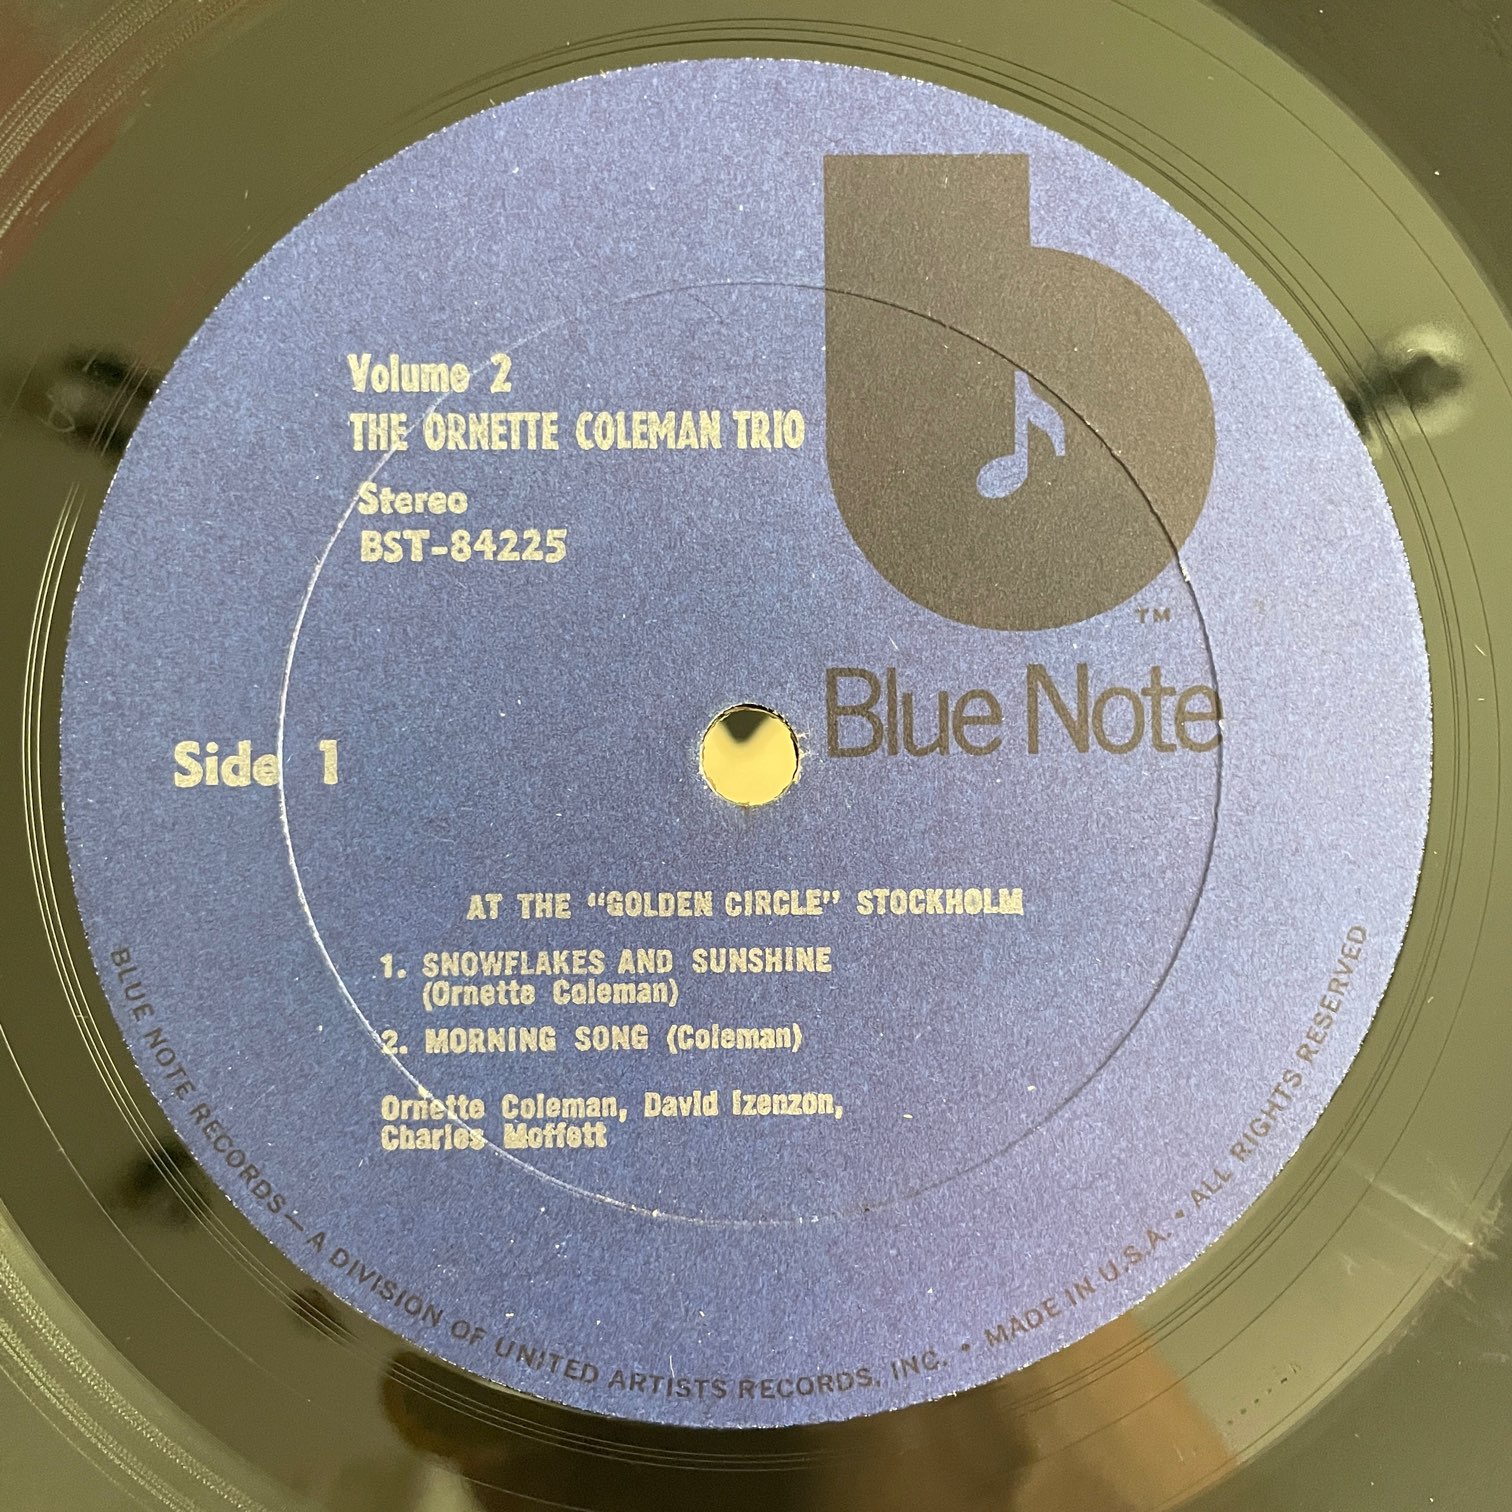 Volume 2
THE ORNETTE COLEMAN TRIO
Stereo
BST-84225
TM
Blue Note
Side 1
AT THE “GOLDEN CIRCLE” STOCKHOLM
1. SNOWFLAKES AND SUNSHINE
(Ornette Coleman)
2. MORNING SONG (Coleman)
Ornette Coleman, David Izenzon,
Charles Moffett
BLUE NOTE RECORDS—A DIVISION OF UNITED ARTISTS RECORDS, INC. • MADE IN U.S.A. • ALL RIGHTS RESERVED